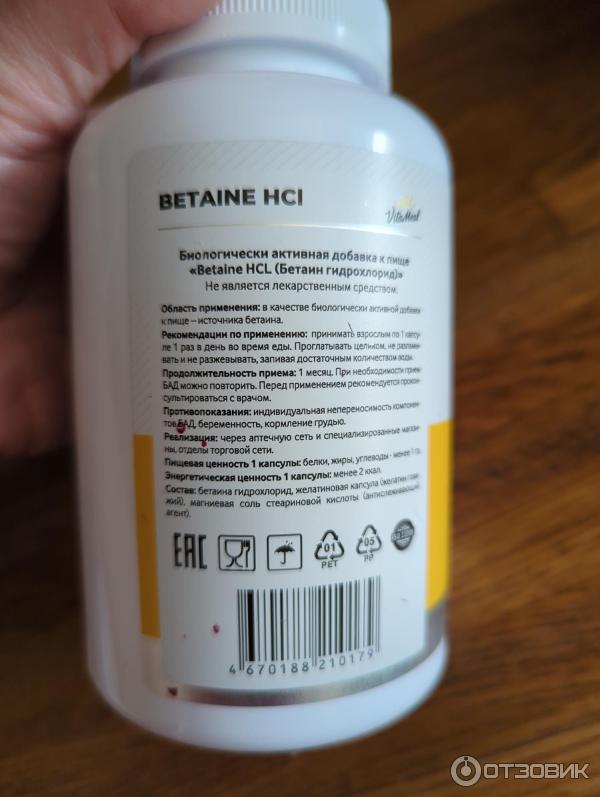 BETAINE HCl
VitaMeal
Биологически активная добавка к пище
«Betaine HCL (Бетаин гидрохлорид)»
Не является лекарственным средством.
Область применения: в качестве биологически активной добавки
к пище – источника бетаина.
Рекомендации по применению: принимать взрослым по 1 капсу-
ле 1 раз в день во время еды. Проглатывать целиком, не разламы-
вать и не разжевывать, запивая достаточным количеством воды.
Продолжительность приема: 1 месяц. При необходимости прием
БАД можно повторить. Перед применением рекомендуется прокон-
сультироваться с врачом.
Противопоказания: индивидуальная непереносимость компонен-
тов БАД, беременность, кормление грудью.
Реализация: через аптечную сеть и специализированные магази-
ны, отделы торговой сети.
Пищевая ценность 1 капсулы: белки, жиры, углеводы - менее 1 гр.
Энергетическая ценность 1 капсулы: менее 2 ккал.
Состав: бетаина гидрохлорид, желатиновая капсула (желатин
магниевая соль стеариновой кислоты (антислеживающий
агент).
EAC
01
PET
05
PP
4 670188 210179
ОТЗОВИК